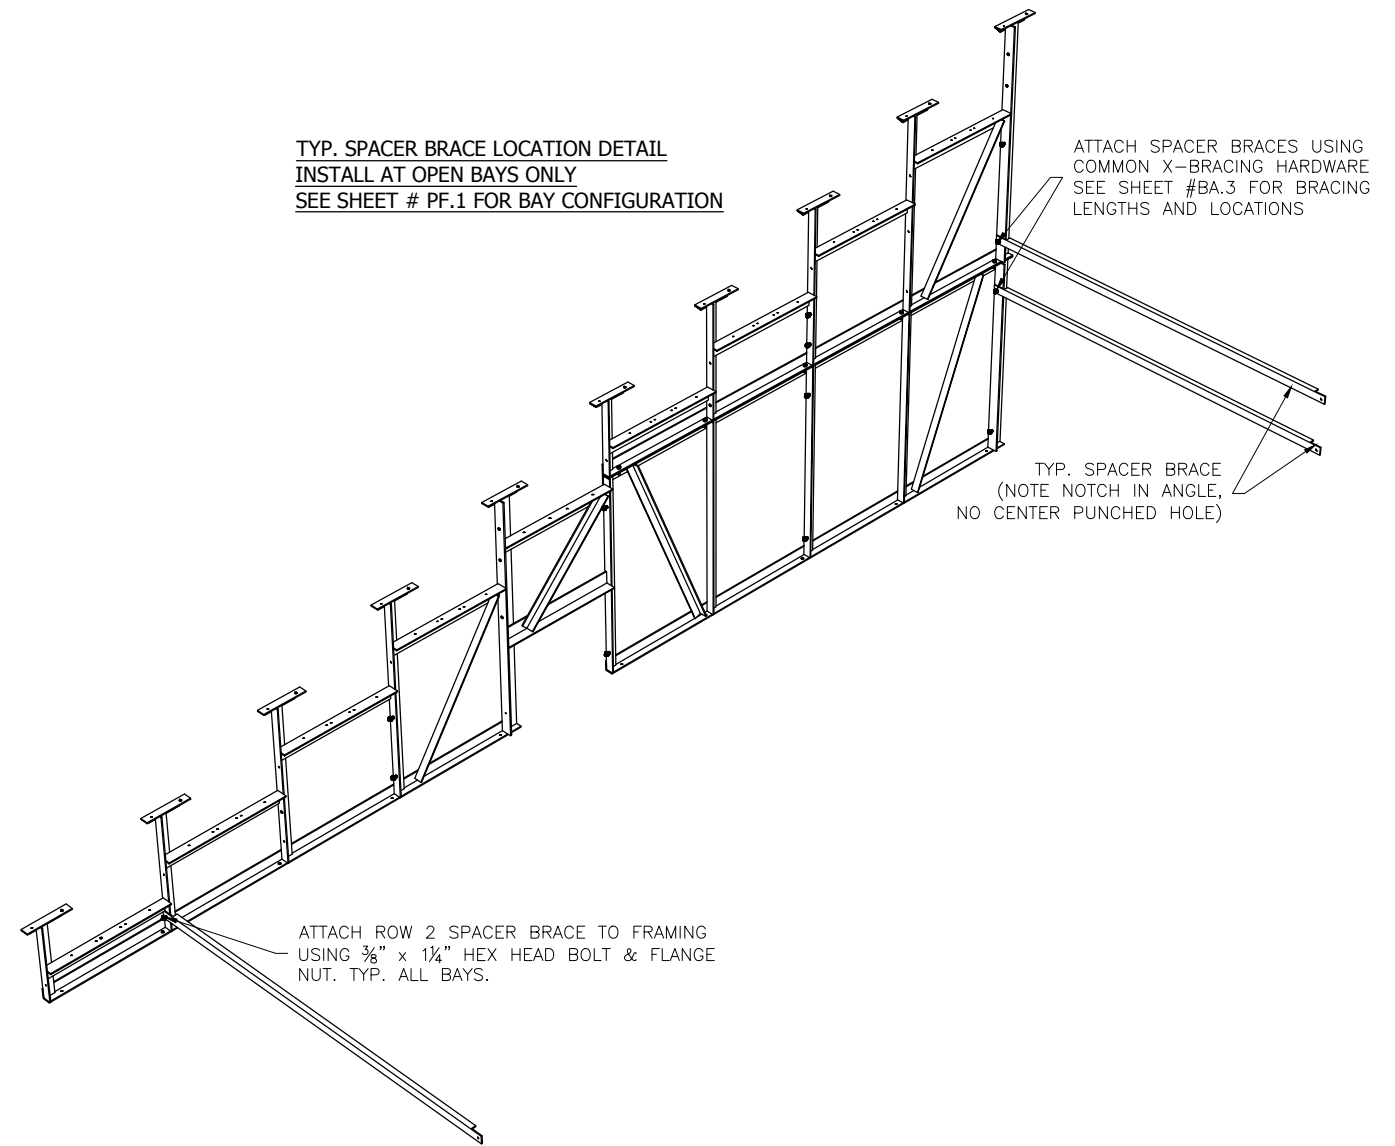 TYP. SPACER BRACE LOCATION DETAIL
INSTALL AT OPEN BAYS ONLY
SEE SHEET # PF.1 FOR BAY CONFIGURATION
ATTACH SPACER BRACES USING
COMMON X-BRACING HARDWARE
SEE SHEET #BA.3 FOR BRACING
LENGTHS AND LOCATIONS
TYP. SPACER BRACE
(NOTE NOTCH IN ANGLE,
NO CENTER PUNCHED HOLE)
ATTACH ROW 2 SPACER BRACE TO FRAMING
USING ⅜" x 1¼" HEX HEAD BOLT & FLANGE
NUT. TYP. ALL BAYS.